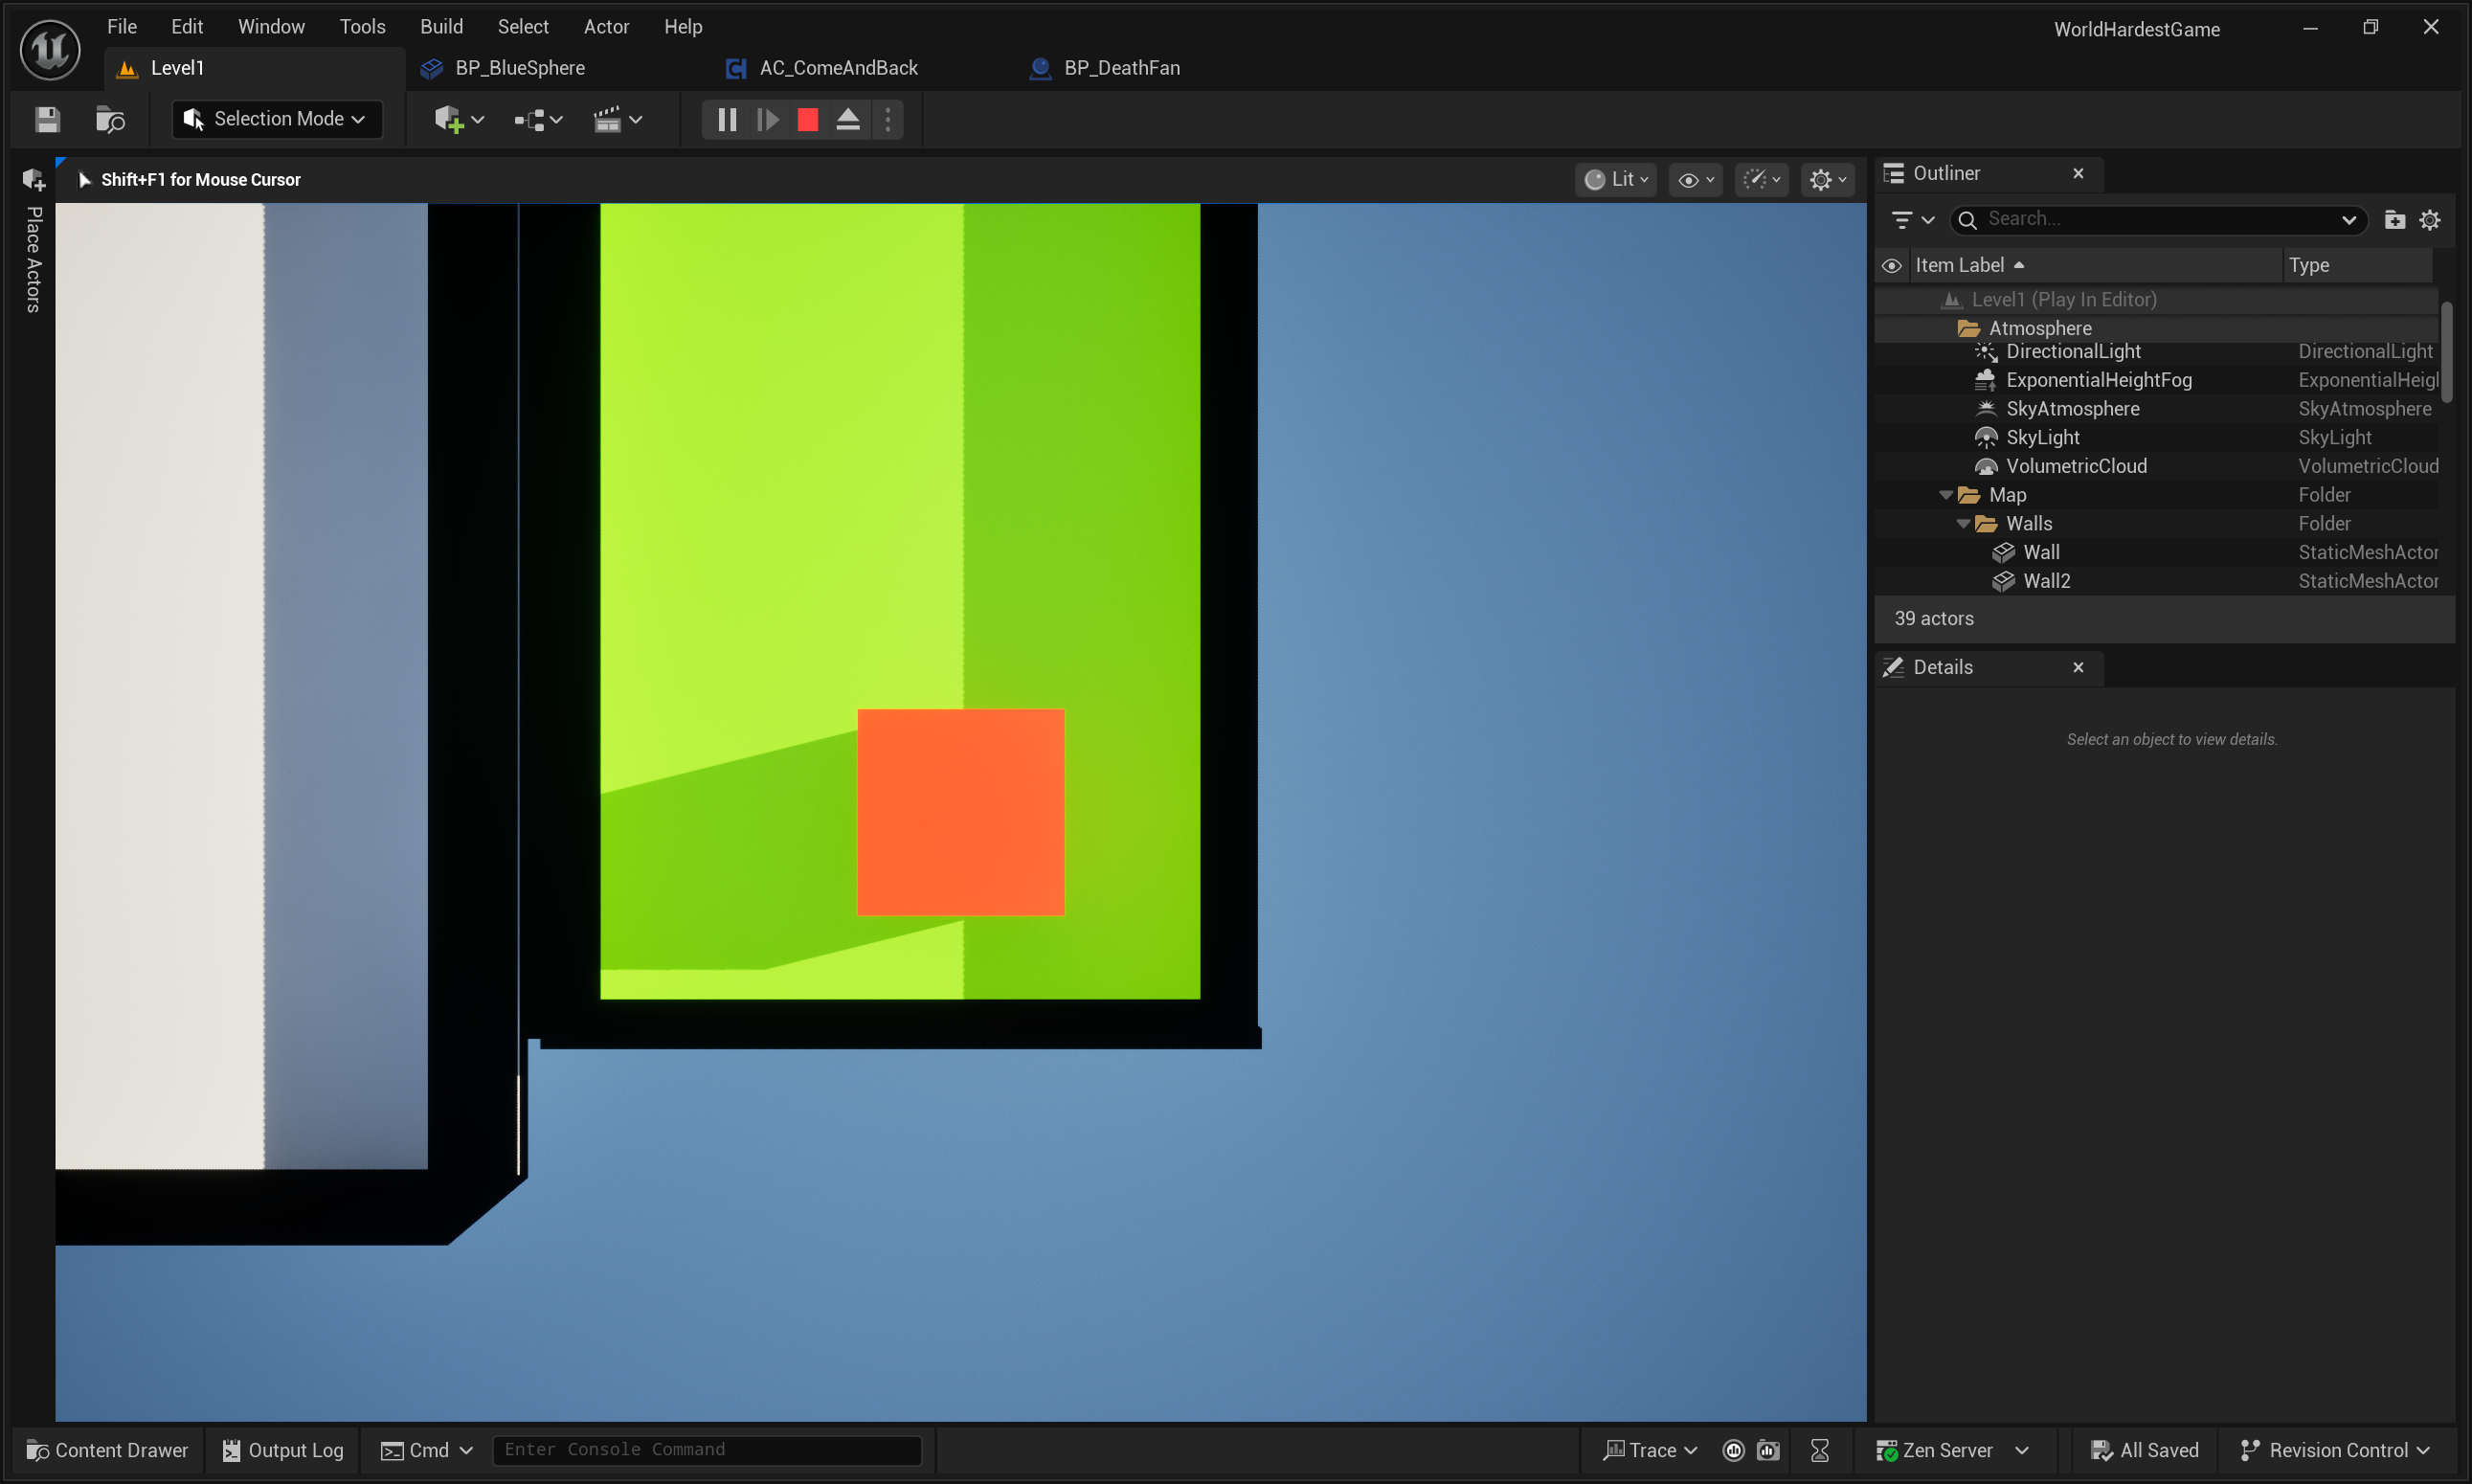 File Edit Window Tools Build Select Actor Help
WorldHardestGame
Level1 BP_BlueSphere AC_ComeAndBack BP_DeathFan
Selection Mode
Place Actors
Shift+F1 for Mouse Cursor
Lit
Outliner
Search...
Item Label Type
Level1 (Play In Editor)
Atmosphere
DirectionalLight DirectionalLight
ExponentialHeightFog ExponentialHeigl
SkyAtmosphere SkyAtmosphere
SkyLight SkyLight
VolumetricCloud VolumetricCloud
Map Folder
Walls Folder
Wall StaticMeshActor
Wall2 StaticMeshActor
39 actors
Details
Select an object to view details.
Content Drawer Output Log Cmd Enter Console Command Trace Zen Server All Saved Revision Control